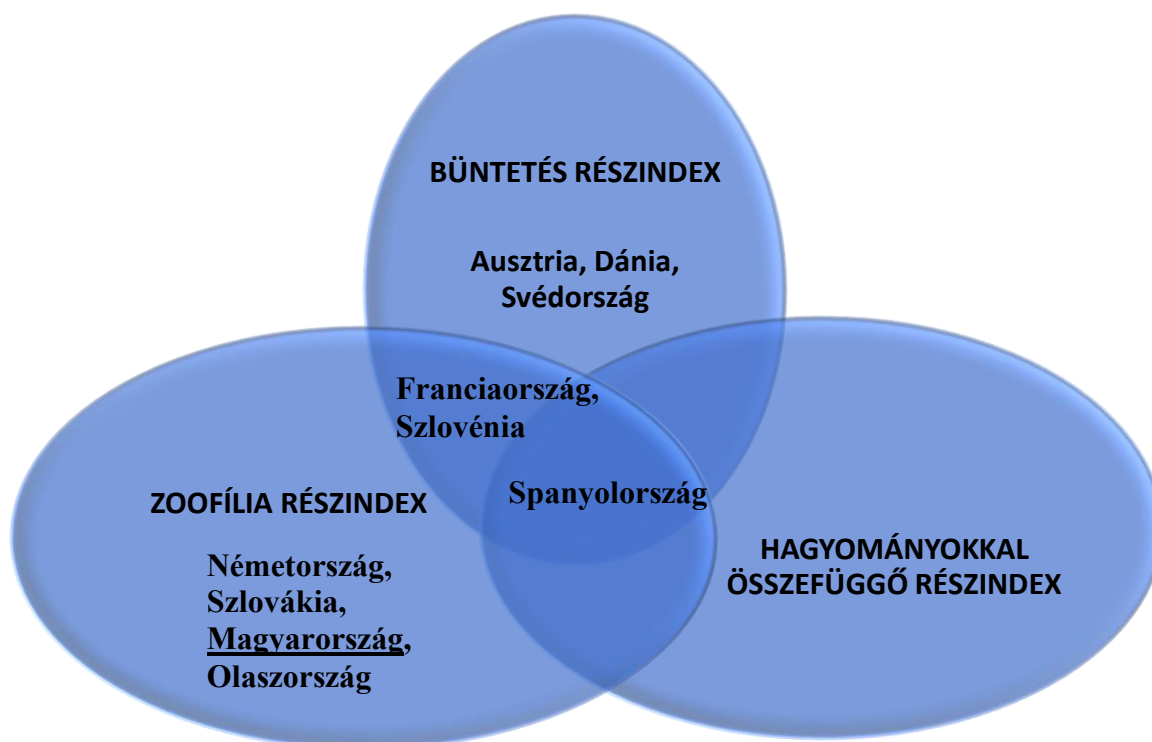 BÜNTETÉS RÉSZINDEX
Ausztria, Dánia,
Svédország
Franciaország,
Szlovénia
Spanyolország
ZOOFÍLIA RÉSZINDEX
Németország,
Szlovákia,
Magyarország,
Olaszország
HAGYOMÁNYOKKAL
ÖSSZEFÜGGŐ RÉSZINDEX